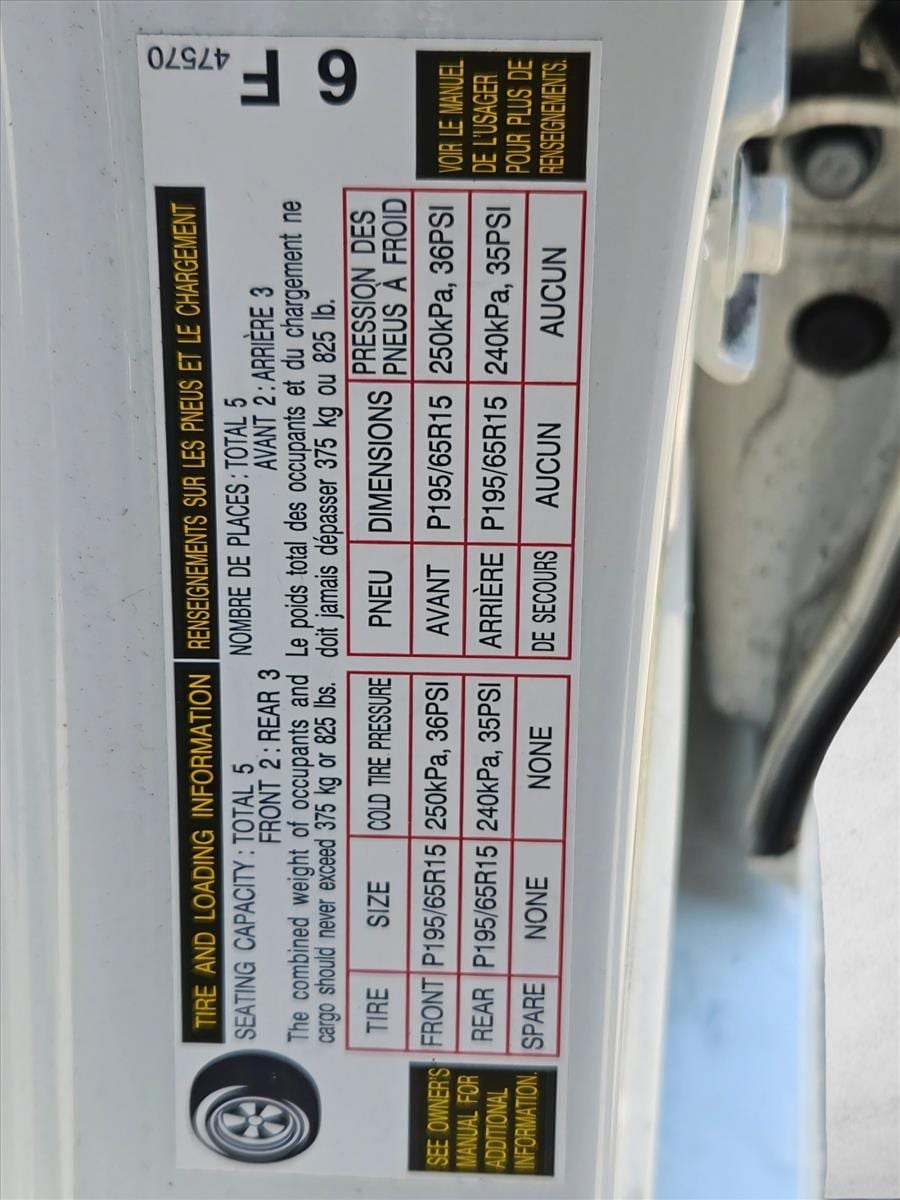 TIRE AND LOADING INFORMATION
SEATING CAPACITY : TOTAL 5
FRONT 2 : REAR 3
The combined weight of occupants and
cargo should never exceed 375 kg or 825 lbs.
TIRE SIZE COLD TIRE PRESSURE
FRONT P195/65R15 250kPa, 36PSI
REAR P195/65R15 240kPa, 35PSI
SPARE NONE NONE
SEE OWNER'S
MANUAL FOR
ADDITIONAL
INFORMATION.
RENSEIGNEMENTS SUR LES PNEUS ET LE CHARGEMENT
NOMBRE DE PLACES : TOTAL 5
AVANT 2 : ARRIÈRE 3
Le poids total des occupants et du chargement ne
doit jamais dépasser 375 kg ou 825 lb.
PNEU DIMENSIONS PRESSION DES
PNEUS À FROID
AVANT P195/65R15 250kPa, 36PSI
ARRIÈRE P195/65R15 240kPa, 35PSI
DE SECOURS AUCUN AUCUN
VOIR LE MANUEL
DE L'USAGER
POUR PLUS DE
RENSEIGNEMENTS.
47570
6